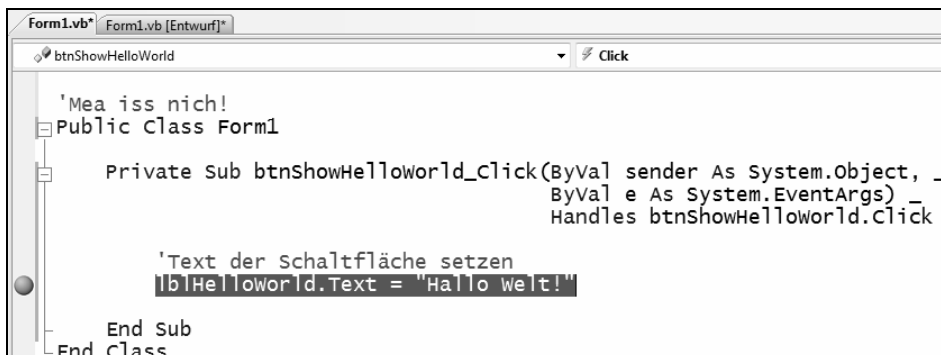 Form1.vb* Form1.vb [Entwurf]*
btnShowHelloWorld Click
'Mea iss nich!
Public Class Form1
Private Sub btnShowHelloWorld_Click(ByVal sender As System.Object, _
ByVal e As System.EventArgs) _
Handles btnShowHelloWorld.Click
'Text der Schaltfläche setzen
lblHelloWorld.Text = "Hallo Welt!"
End Sub
End Class